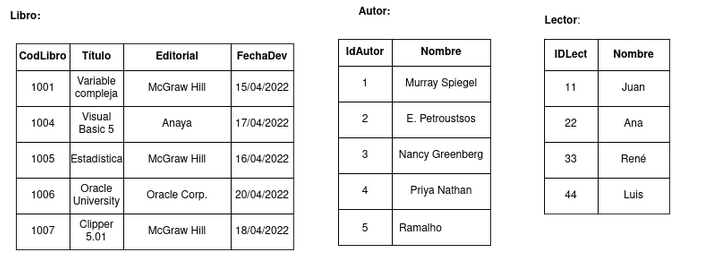 Libro:
CodLibro Título Editorial FechaDev
1001 Variable compleja McGraw Hill 15/04/2022
1004 Visual Basic 5 Anaya 17/04/2022
1005 Estadística McGraw Hill 16/04/2022
1006 Oracle University Oracle Corp. 20/04/2022
1007 Clipper 5.01 McGraw Hill 18/04/2022
Autor:
IdAutor Nombre
1 Murray Spiegel
2 E. Petroustsos
3 Nancy Greenberg
4 Priya Nathan
5 Ramalho
Lector:
IDLect Nombre
11 Juan
22 Ana
33 René
44 Luis